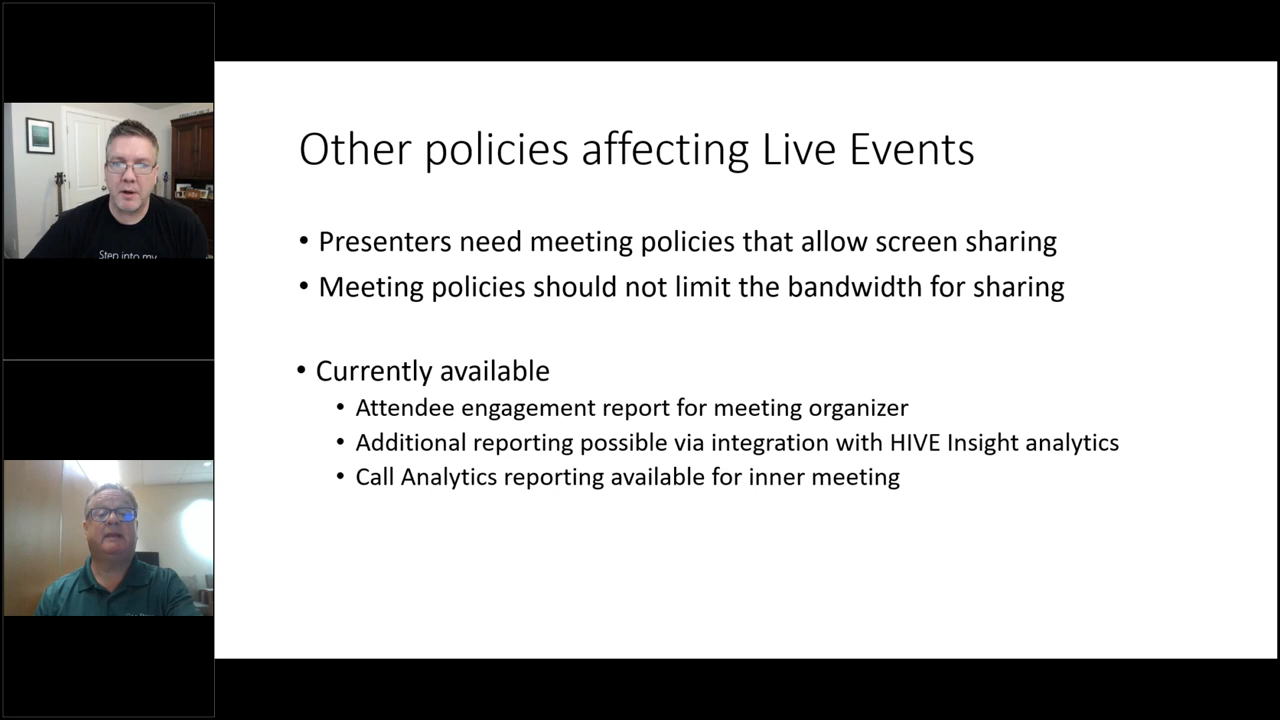 Other policies affecting Live Events
• Presenters need meeting policies that allow screen sharing
• Meeting policies should not limit the bandwidth for sharing
• Currently available
• Attendee engagement report for meeting organizer
• Additional reporting possible via integration with HIVE Insight analytics
• Call Analytics reporting available for inner meeting
Step into my